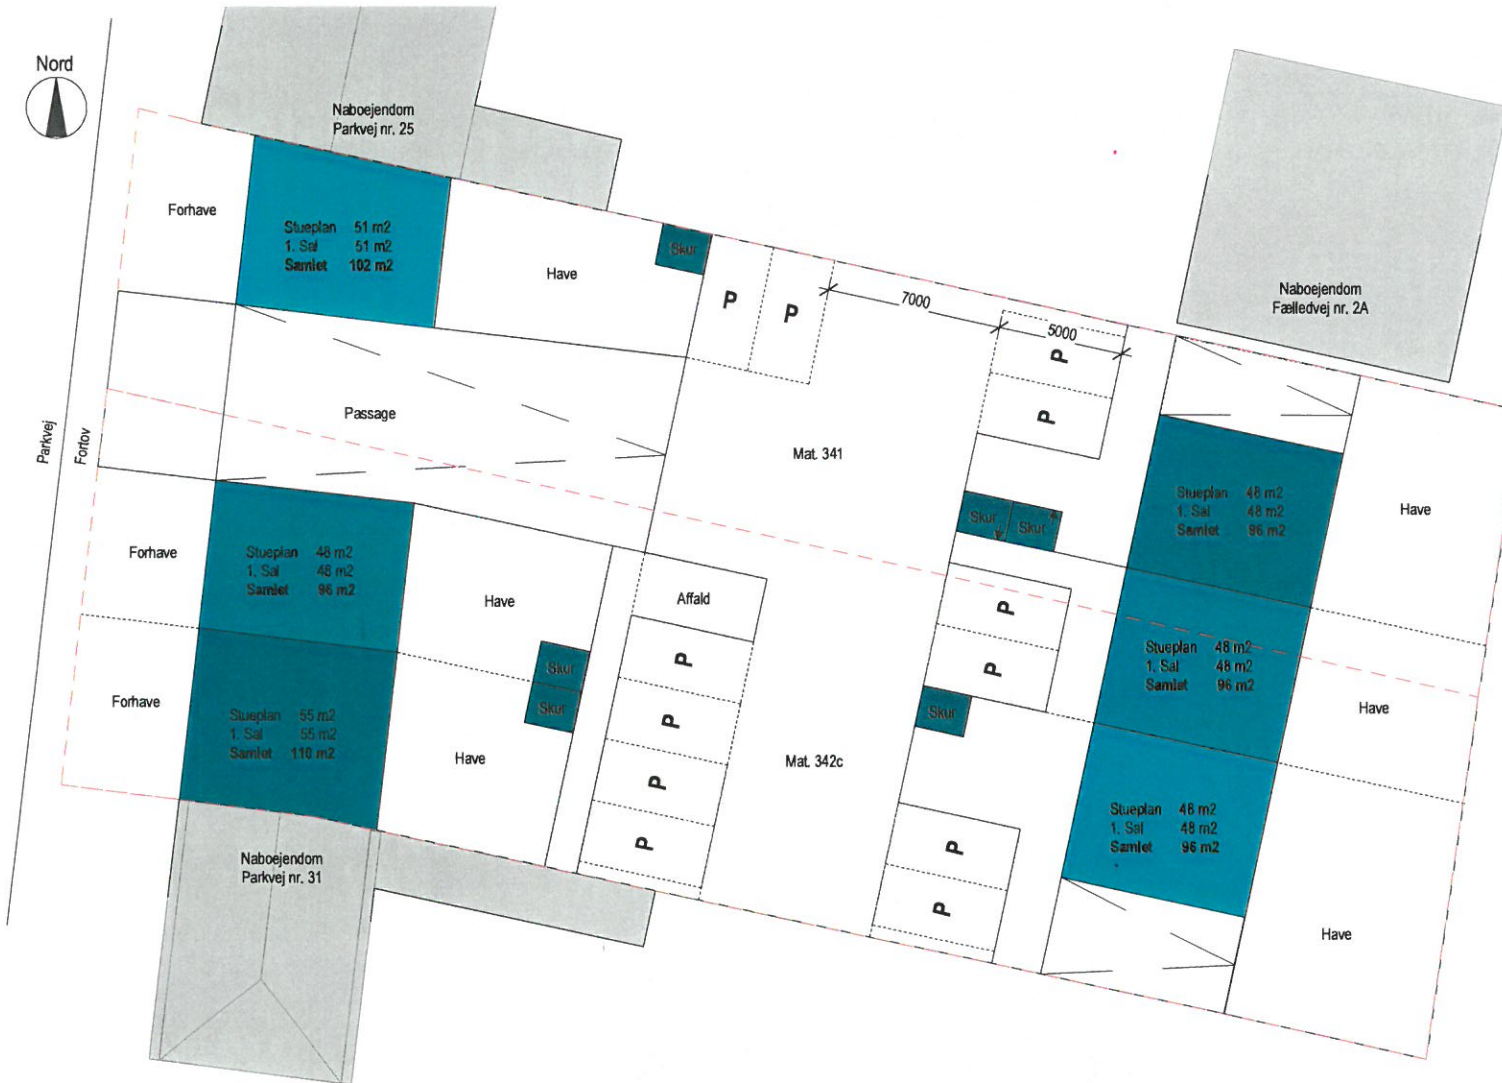 Nord
Naboejendom
Parkvej nr. 25
Forhave
Stueplan 51 m2
1. Sal 51 m2
Samlet 102 m2
Have
Skur
P
P
7000
5000
P
P
Naboejendom
Fælledvej nr. 2A
Parkvej
Fortov
Passage
Mat. 341
Skur
Skur
Stueplan 48 m2
1. Sal 48 m2
Samlet 96 m2
Have
Forhave
Stueplan 48 m2
1. Sal 48 m2
Samlet 96 m2
Have
Affald
P
P
P
P
P
P
Stueplan 48 m2
1. Sal 48 m2
Samlet 96 m2
Have
Skur
Skur
Skur
Forhave
Stueplan 55 m2
1. Sal 55 m2
Samlet 110 m2
Have
Mat. 342c
Stueplan 48 m2
1. Sal 48 m2
Samlet 96 m2
P
P
Have
Naboejendom
Parkvej nr. 31